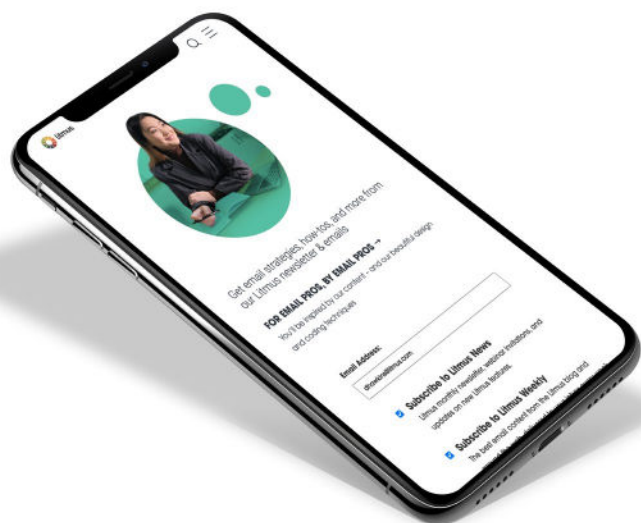 litmus
Get email strategies, how-tos, and more from
our Litmus newsletter & emails
FOR EMAIL PROS, BY EMAIL PROS →
You'll be inspired by our content - and our beautiful design
and coding techniques
Email Address:
Subscribe to Litmus News
Litmus monthly newsletter, webinar invitations, and
updates on new Litmus features.
Subscribe to Litmus Weekly
The best email content from the Litmus blog and